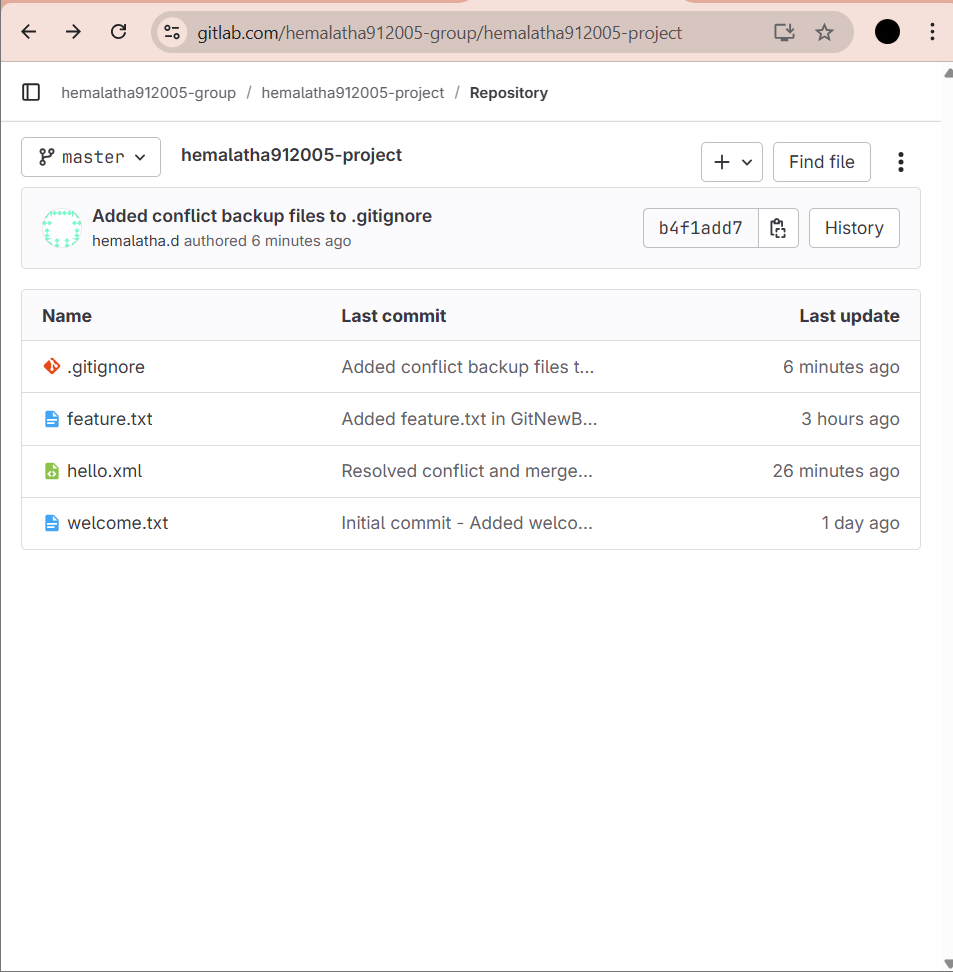 gitlab.com/hemalatha912005-group/hemalatha912005-project
hemalatha912005-group / hemalatha912005-project / Repository
master
hemalatha912005-project
Find file
Added conflict backup files to .gitignore
hemalatha.d authored 6 minutes ago
b4f1add7
History
Name Last commit Last update
.gitignore Added conflict backup files t... 6 minutes ago
feature.txt Added feature.txt in GitNewB... 3 hours ago
hello.xml Resolved conflict and merge... 26 minutes ago
welcome.txt Initial commit - Added welco... 1 day ago